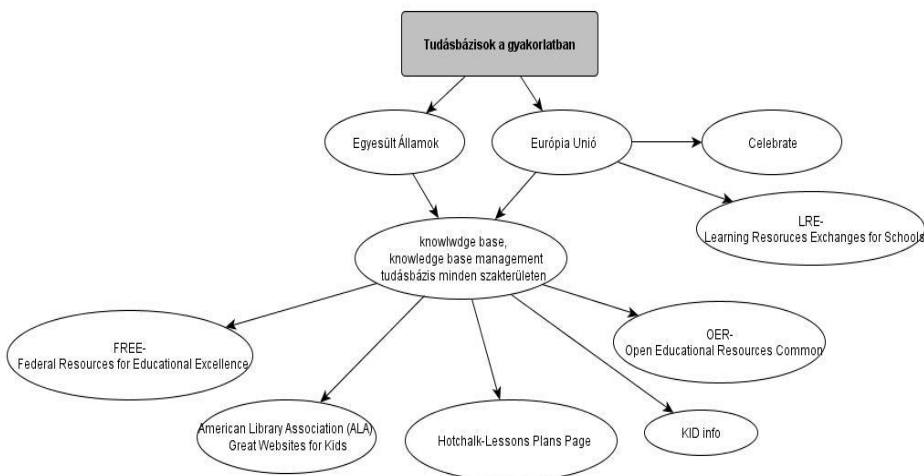 Tudásbázisok a gyakorlatban
Egyesült Államok
Európia Unió
Celebrate
LRE-
Learning Resoruces Exchanges for Schools
knowlwdge base,
knowledge base management
tudásbázis minden szakterületen
FREE-
Federal Resources for Educational Excellence
OER-
Open Educational Resources Common
American Library Association (ALA)
Great Websites for Kids
Hotchalk-Lessons Plans Page
KID info